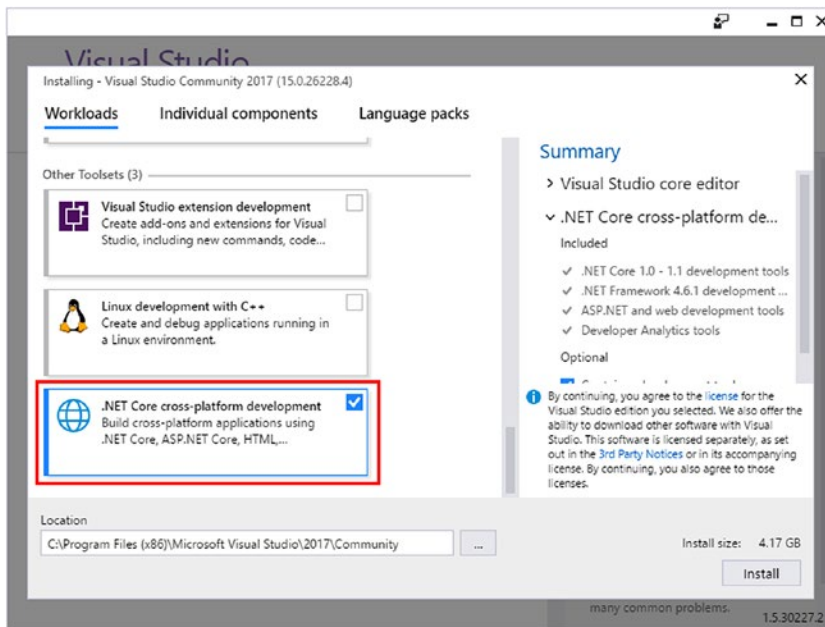 Visual Studio
Installing - Visual Studio Community 2017 (15.0.26228.4)
Workloads Individual components Language packs
Other Toolsets (3)
Visual Studio extension development
Create add-ons and extensions for Visual
Studio, including new commands, code...
Linux development with C++
Create and debug applications running in
a Linux environment.
.NET Core cross-platform development
Build cross-platform applications using
.NET Core, ASP.NET Core, HTML,...
Summary
Visual Studio core editor
.NET Core cross-platform de...
Included
.NET Core 1.0 - 1.1 development tools
.NET Framework 4.6.1 development ...
ASP.NET and web development tools
Developer Analytics tools
Optional
By continuing, you agree to the license for the
Visual Studio edition you selected. We also offer the
ability to download other software with Visual
Studio. This software is licensed separately, as set
out in the 3rd Party Notices or in its accompanying
license. By continuing, you also agree to those
licenses.
Location
C:\Program Files (x86)\Microsoft Visual Studio\2017\Community
...
Install size: 4.17 GB
Install
many common problems.
1.5.30227.2